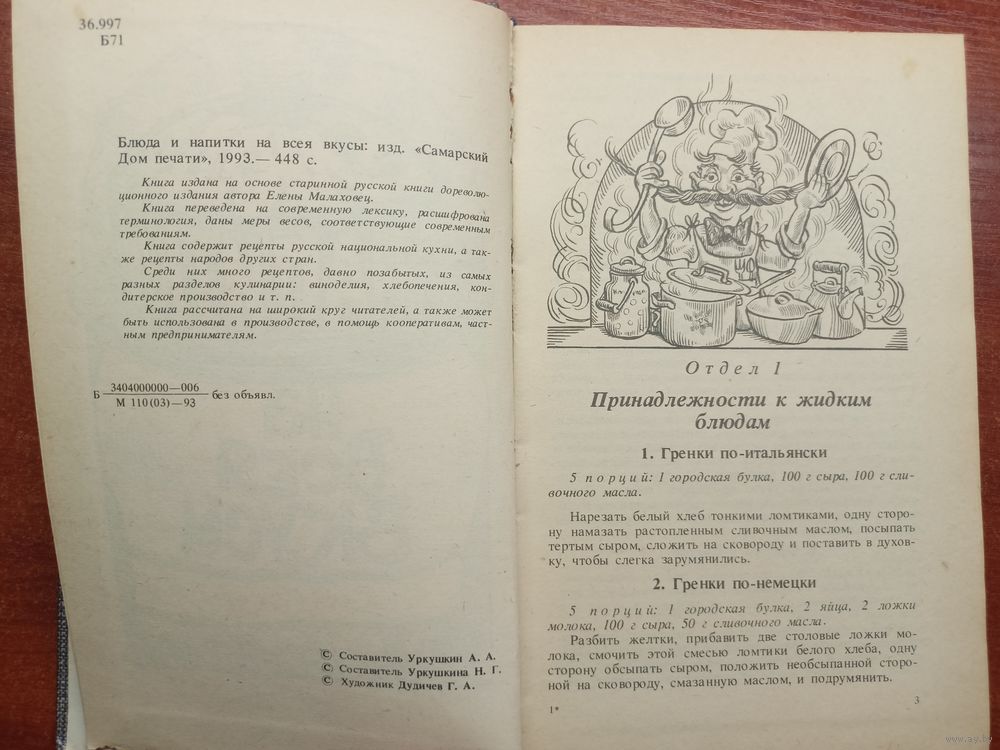 36.997
Б71
Блюда и напитки на всея вкусы: изд. «Самарский
Дом печати», 1993.— 448 с.
Книга издана на основе старинной русской книги дореволю-
ционного издания автора Елены Малаховец.
Книга переведена на современную лексику, расшифрована
терминология, даны меры весов, соответствующие современным
требованиям.
Книга содержит рецепты русской национальной кухни, а так-
же рецепты народов других стран.
Среди них много рецептов, давно позабытых, из самых
разных разделов кулинарии: виноделия, хлебопечения, кон-
дитерское производство и т. п.
Книга рассчитана на широкий круг читателей, а также может
быть использована в производстве, в помощь кооперативам, част-
ным предпринимателям.
Б 3404000000—006
М 110(03)—93 без объявл.
© Составитель Уркушкин А. А.
© Составитель Уркушкина Н. Г.
© Художник Дудичев Г. А.
Отдел I
Принадлежности к жидким
блюдам
1. Гренки по-итальянски
5 порций: 1 городская булка, 100 г сыра, 100 г сли-
вочного масла.
Нарезать белый хлеб тонкими ломтиками, одну сторо-
ну намазать растопленным сливочным маслом, посыпать
тертым сыром, сложить на сковороду и поставить в духов-
ку, чтобы слегка зарумянились.
2. Гренки по-немецки
5 порций: 1 городская булка, 2 яйца, 2 ложки
молока, 100 г сыра, 50 г сливочного масла.
Разбить желтки, прибавить две столовые ложки мо-
лока, смочить этой смесью ломтики белого хлеба, одну
сторону обсыпать сыром, положить необсыпанной сторо-
ной на сковороду, смазанную маслом, и подрумянить.
1*
3
www.ay.by